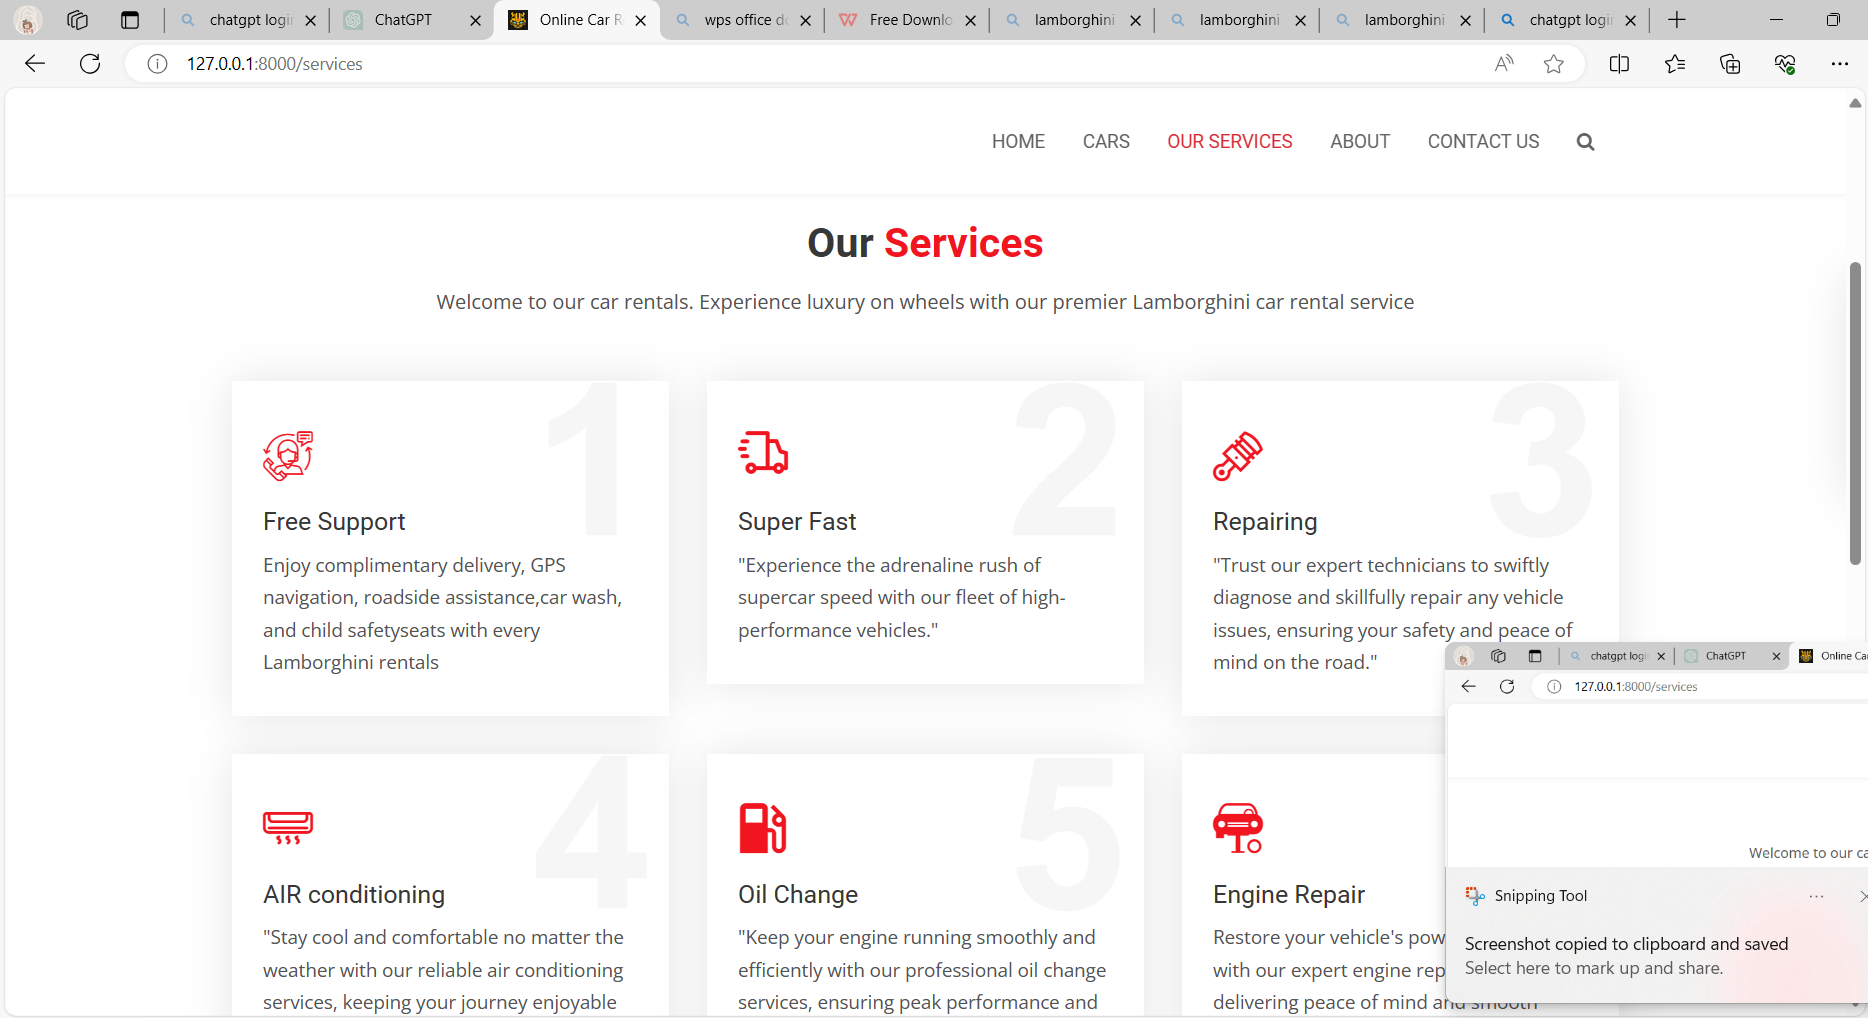 chatgpt login
ChatGPT
Online Car R
wps office do
Free Downlo
lamborghini
lamborghini
lamborghini
chatgpt login
127.0.0.1:8000/services
HOME CARS OUR SERVICES ABOUT CONTACT US
Our Services
Welcome to our car rentals. Experience luxury on wheels with our premier Lamborghini car rental service
1
Free Support
Enjoy complimentary delivery, GPS
navigation, roadside assistance,car wash,
and child safetyseats with every
Lamborghini rentals
2
Super Fast
"Experience the adrenaline rush of
supercar speed with our fleet of high-
performance vehicles."
3
Repairing
"Trust our expert technicians to swiftly
diagnose and skillfully repair any vehicle
issues, ensuring your safety and peace of
mind on the road."
4
AIR conditioning
"Stay cool and comfortable no matter the
weather with our reliable air conditioning
services, keeping your journey enjoyable
5
Oil Change
"Keep your engine running smoothly and
efficiently with our professional oil change
services, ensuring peak performance and
Engine Repair
Restore your vehicle's pow
with our expert engine rep
delivering peace of mind and smooth
chatgpt logi
ChatGPT
Online Ca
127.0.0.1:8000/services
Welcome to our ca
Snipping Tool
Screenshot copied to clipboard and saved
Select here to mark up and share.